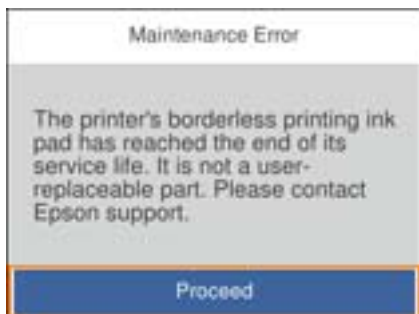 Maintenance Error
The printer's borderless printing ink
pad has reached the end of its
service life. It is not a user-
replaceable part. Please contact
Epson support.
Proceed